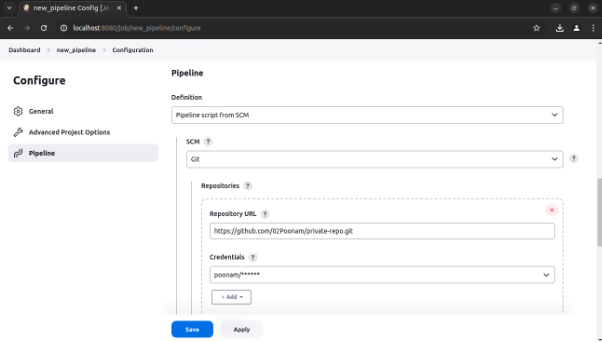 new_pipeline Config [Je
localhost:8080/job/new_pipeline/configure
Dashboard > new_pipeline > Configuration
Configure
General
Advanced Project Options
Pipeline
Pipeline
Definition
Pipeline script from SCM
SCM ?
Git
?
Repositories ?
Repository URL ?
https://github.com/02Poonam/private-repo.git
Credentials ?
poonam/******
+ Add
Save
Apply